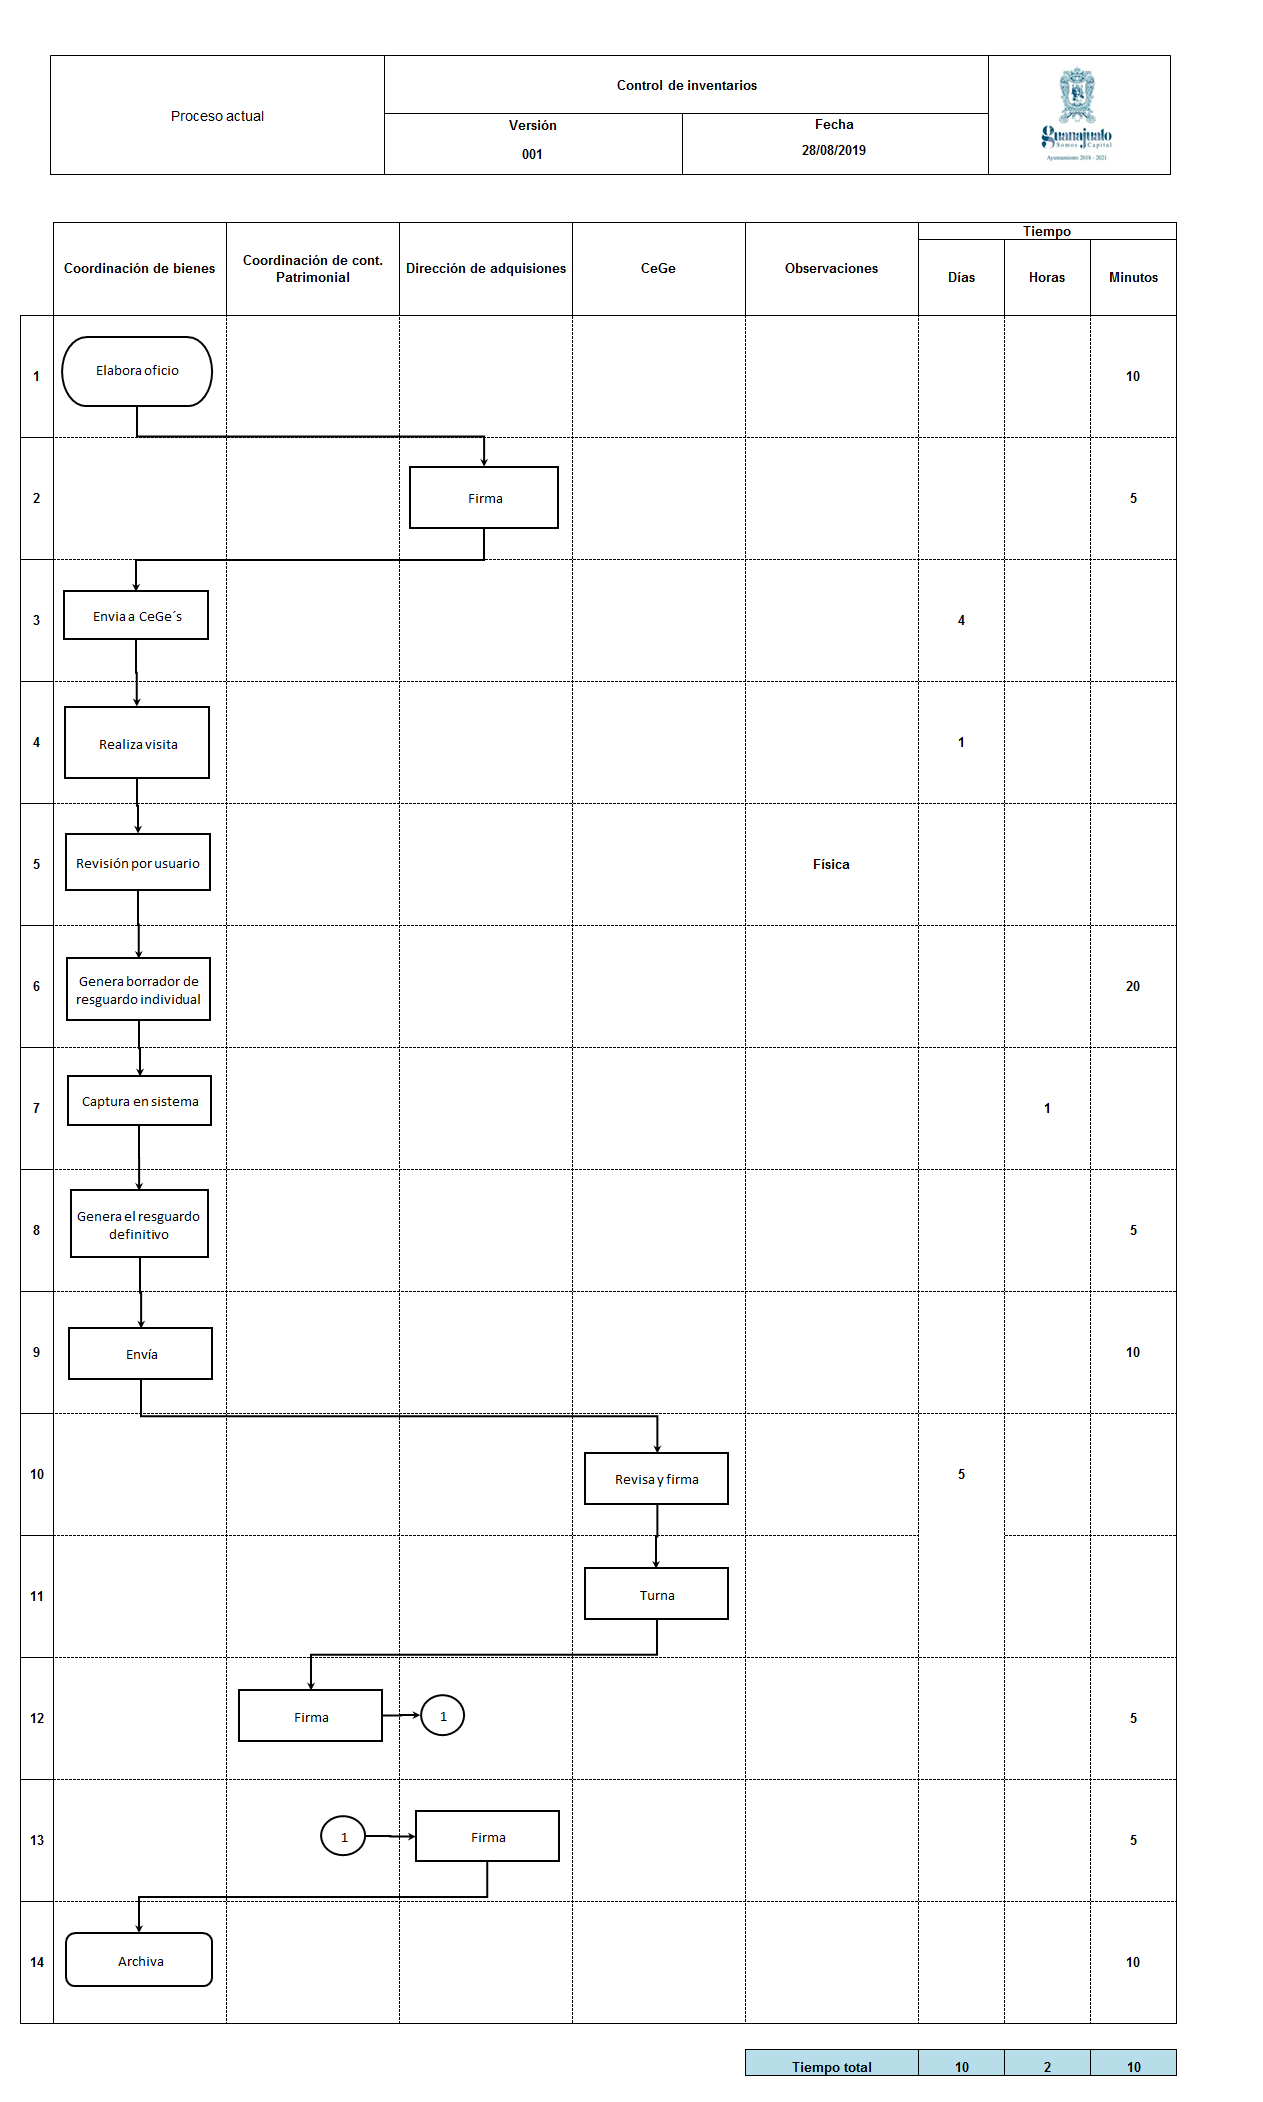 Proceso actual
Control de inventarios
Versión
001
Fecha
28/08/2019
Guanajuato
Somos Capital
Ayuntamiento 2018 - 2021
Coordinación de bienes
Coordinación de cont.
Patrimonial
Dirección de adquisiones
CeGe
Observaciones
Tiempo
Días
Horas
Minutos
1
Elabora oficio
10
2
Firma
5
3
Envia a CeGe´s
4
4
Realiza visita
1
5
Revisión por usuario
Física
6
Genera borrador de
resguardo individual
20
7
Captura en sistema
1
8
Genera el resguardo
definitivo
5
9
Envía
10
10
Revisa y firma
5
11
Turna
12
Firma
1
5
13
1
Firma
5
14
Archiva
10
Tiempo total
10
2
10